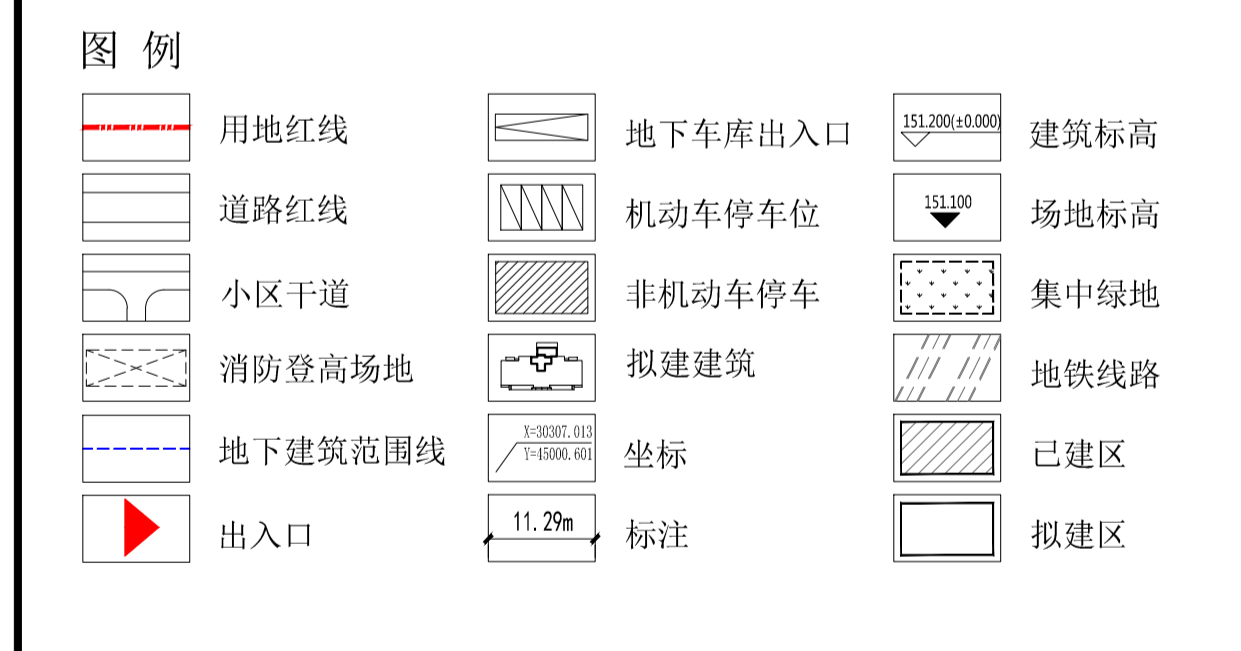 图 例
用地红线
道路红线
小区干道
消防登高场地
地下建筑范围线
出入口
地下车库出入口
机动车停车位
非机动车停车
拟建建筑
X=30307.013
Y=45000.601
坐标
11.29m
标注
151.200(±0.000)
建筑标高
151.100
场地标高
集中绿地
地铁线路
已建区
拟建区